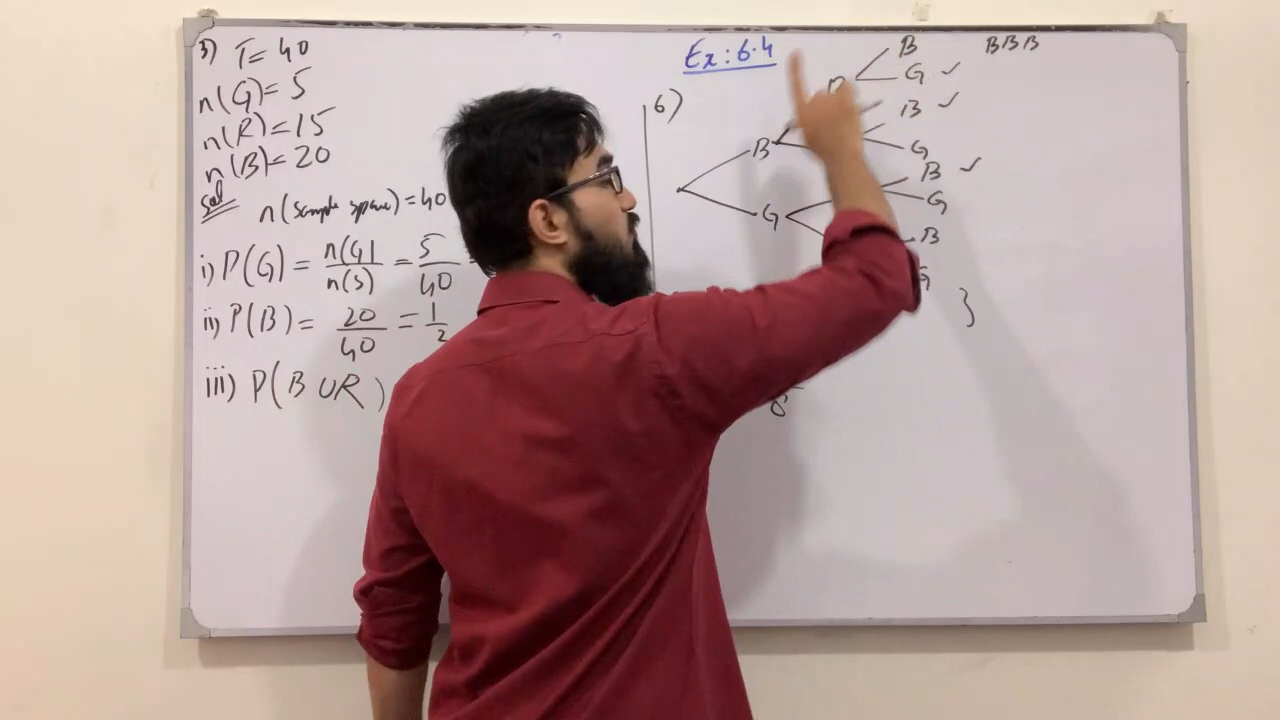 3) T = 40
n(G) = 5
n(R) = 15
n(B) = 20
Sol n(sample space) = 40
i) P(G) = n(G) / n(S) = 5 / 40 =
ii) P(B) = 20 / 40 = 1 / 2
iii) P(B ∪ R)
Ex: 6.4
6)
B BBB
G ✓
B ✓
B G
B ✓
G G
B
G
}
8